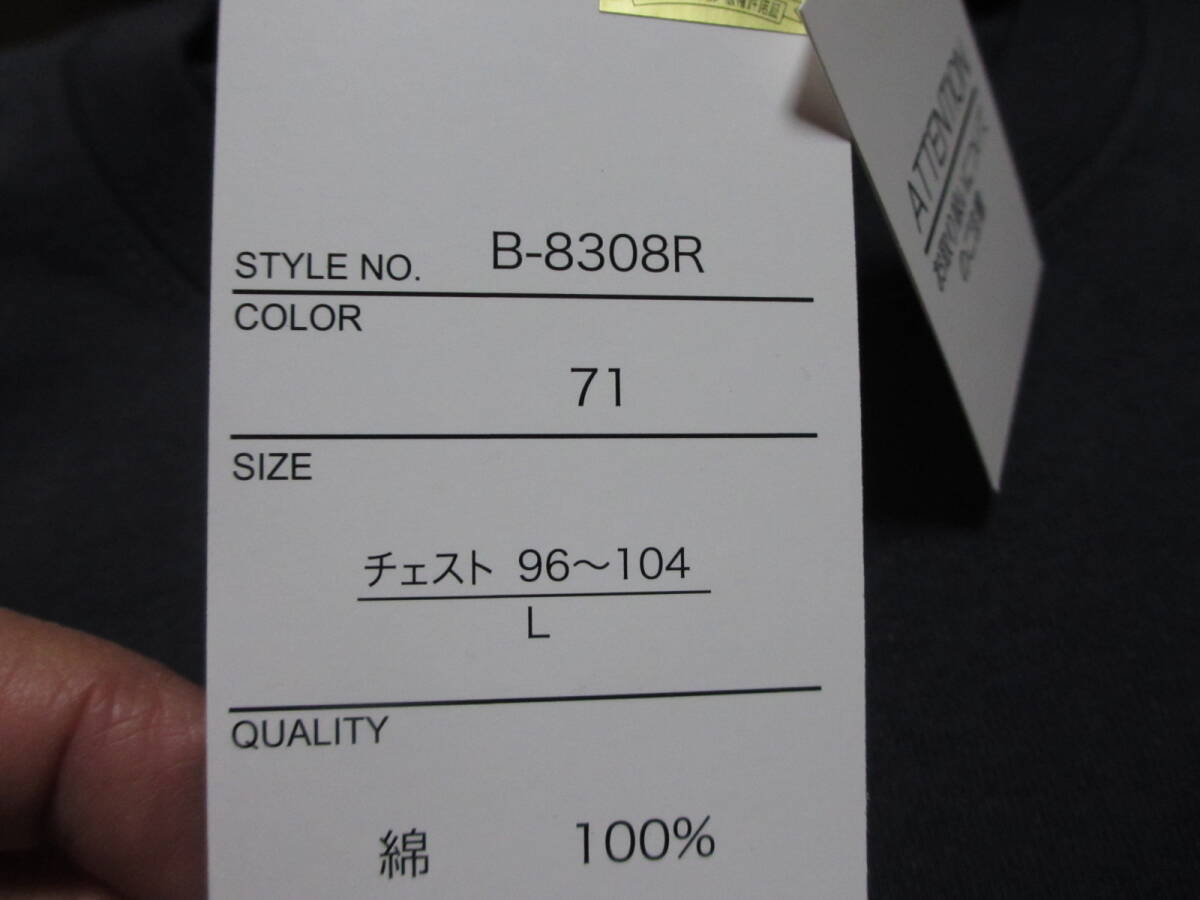 STYLE NO. B-8308R
COLOR
71
SIZE
チェスト 96〜104
L
QUALITY
綿 100%
ATTENTION